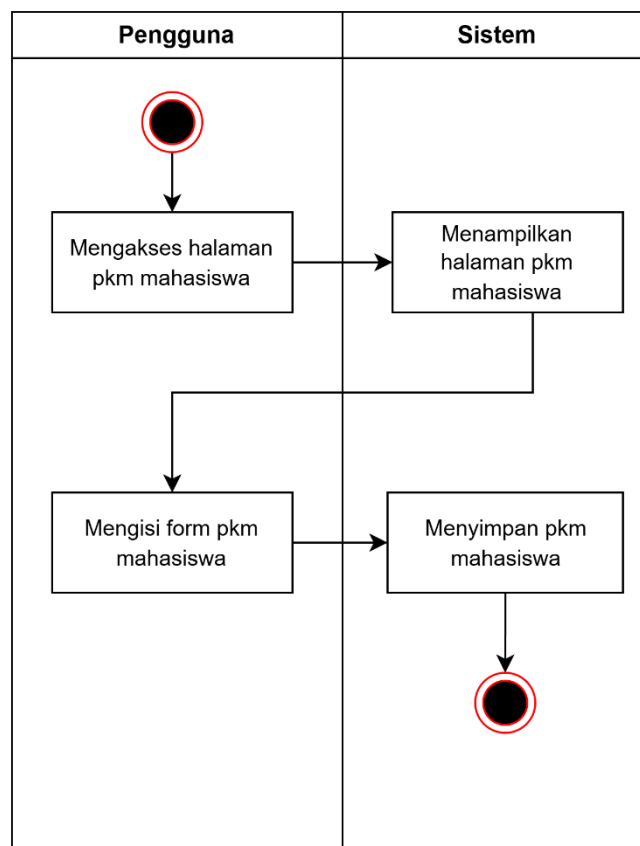 Pengguna
Sistem
Mengakses halaman
pkm mahasiswa
Menampilkan
halaman pkm
mahasiswa
Mengisi form pkm
mahasiswa
Menyimpan pkm
mahasiswa